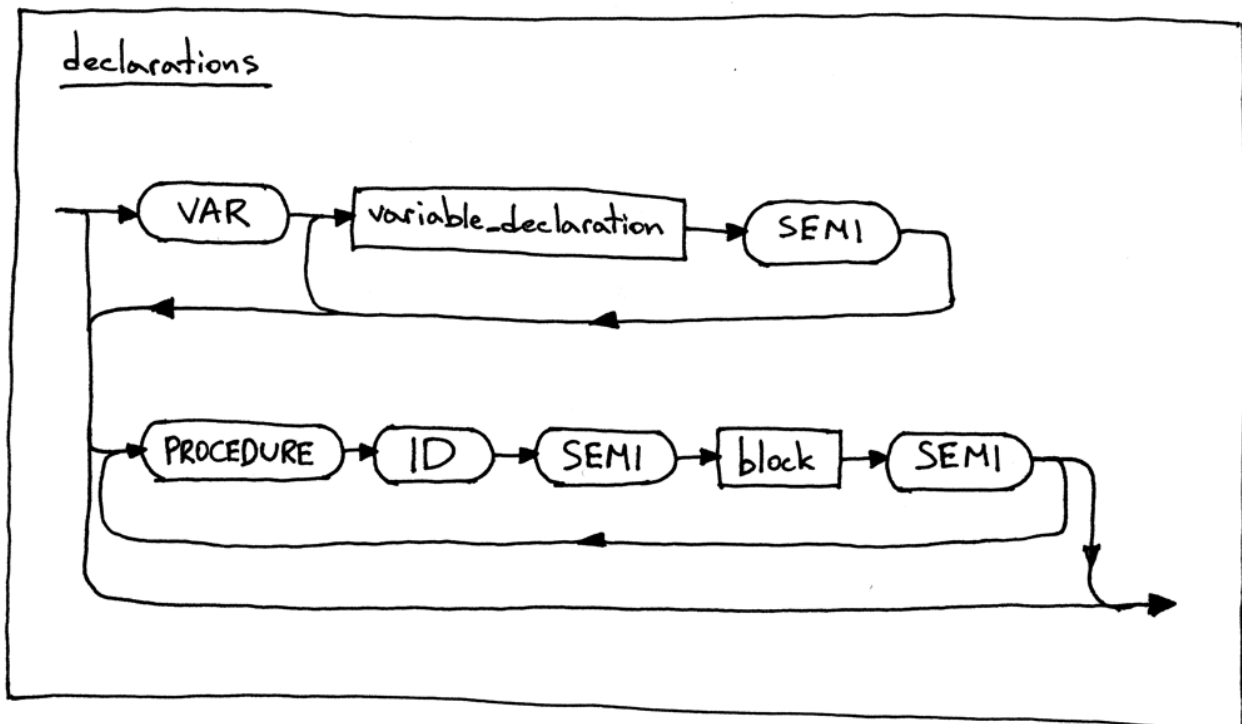 declarations
VAR variable_declaration SEMI
PROCEDURE ID SEMI block SEMI